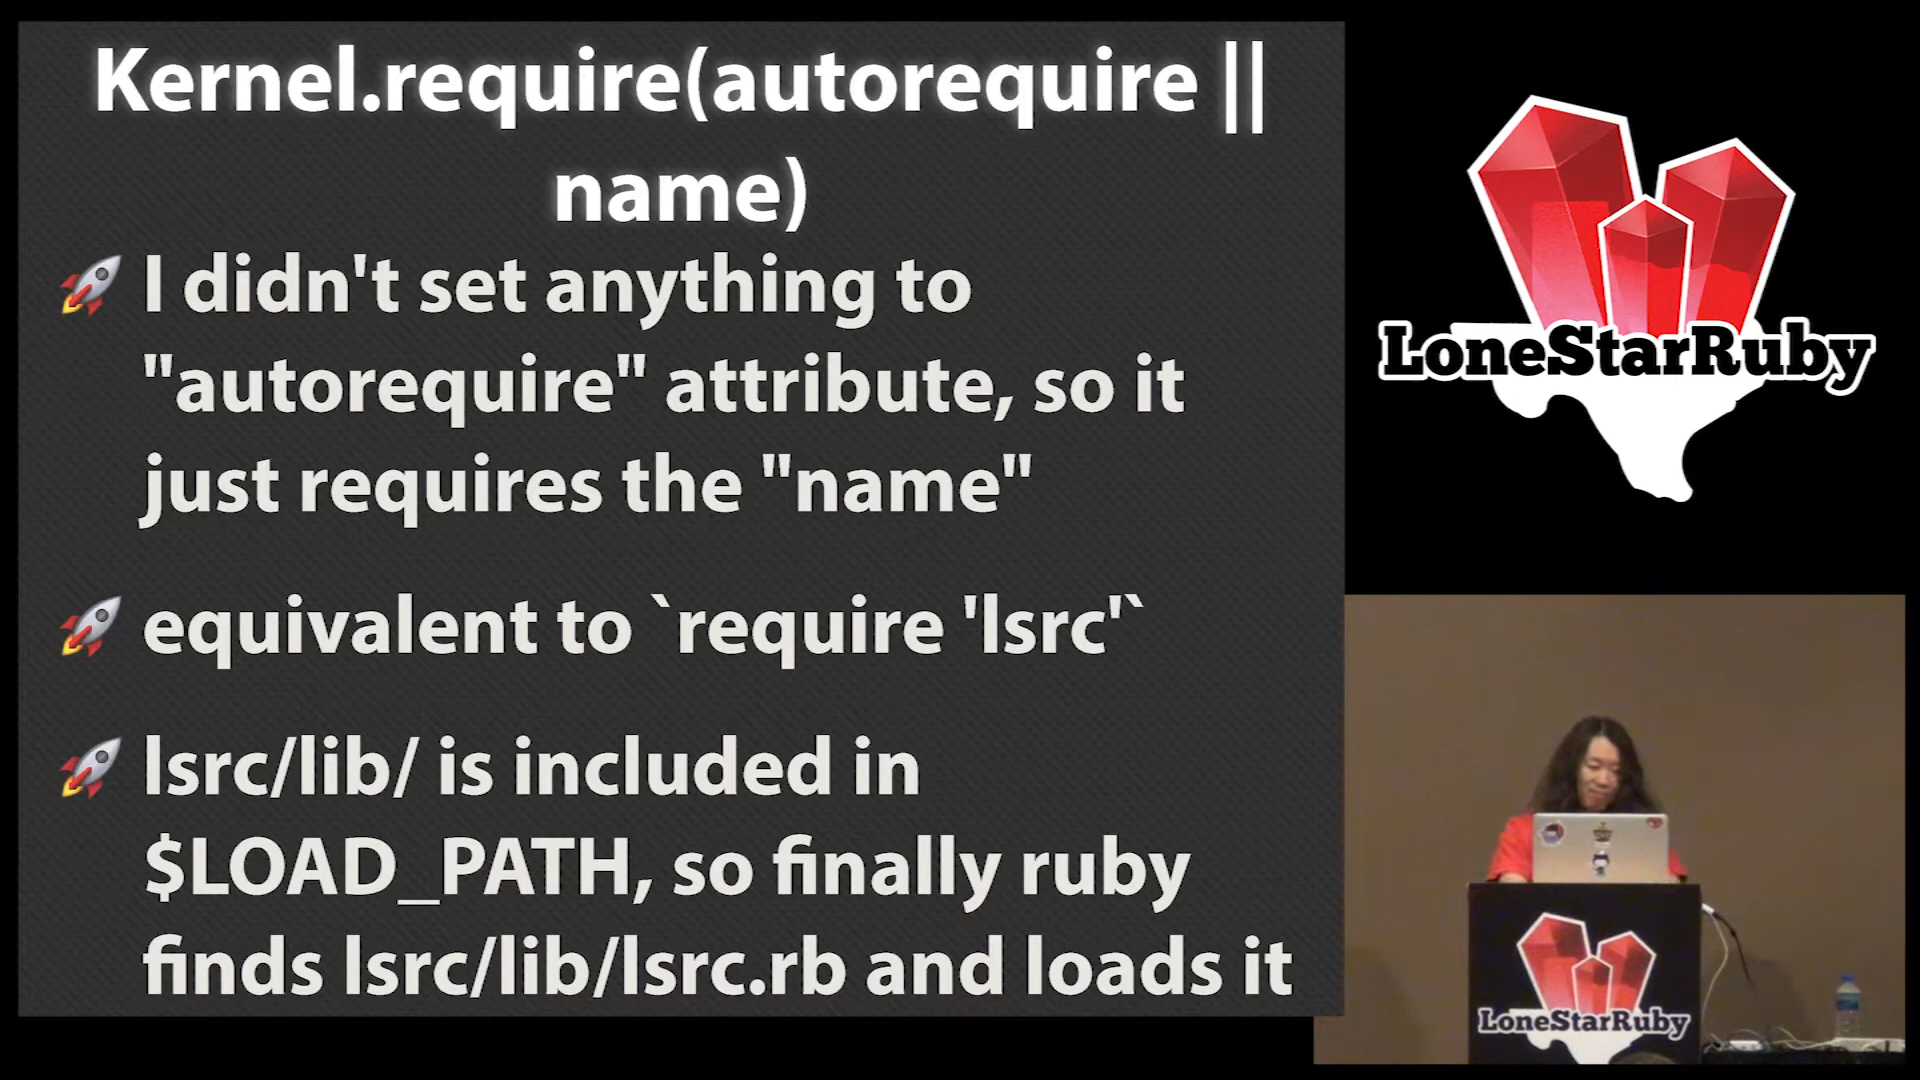 Kernel.require(autorequire ||
name)
🚀 I didn't set anything to
"autorequire" attribute, so it
just requires the "name"
🚀 equivalent to `require 'lsrc'`
🚀 lsrc/lib/ is included in
$LOAD_PATH, so finally ruby
finds lsrc/lib/lsrc.rb and loads it
LoneStarRuby
LoneStarRuby